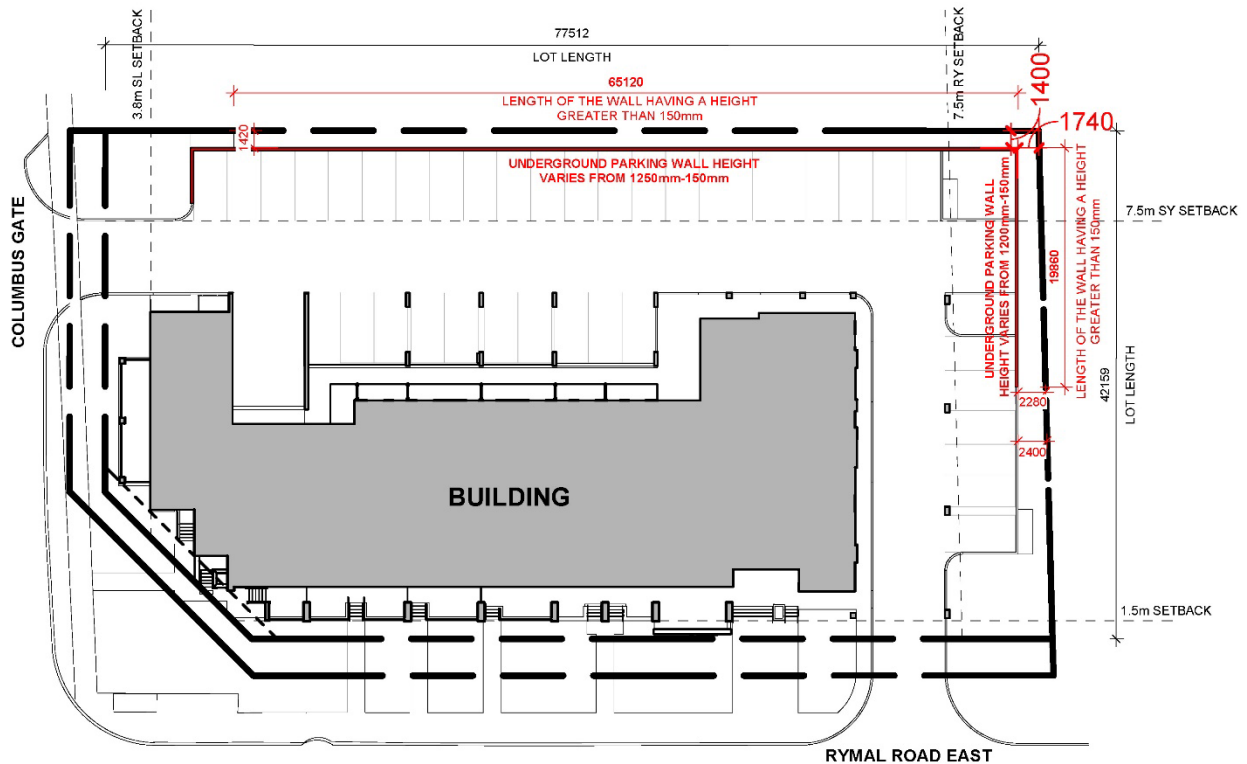 77512
LOT LENGTH
3.8m SL SETBACK
7.5m RY SETBACK
65120
LENGTH OF THE WALL HAVING A HEIGHT
GREATER THAN 150mm
1400
1740
1420
UNDERGROUND PARKING WALL HEIGHT
VARIES FROM 1250mm-150mm
UNDERGROUND PARKING WALL
HEIGHT VARIES FROM 1200mm-150mm
19860
LENGTH OF THE WALL HAVING A HEIGHT
GREATER THAN 150mm
7.5m SY SETBACK
COLUMBUS GATE
42159
LOT LENGTH
2280
2400
BUILDING
1.5m SETBACK
RYMAL ROAD EAST